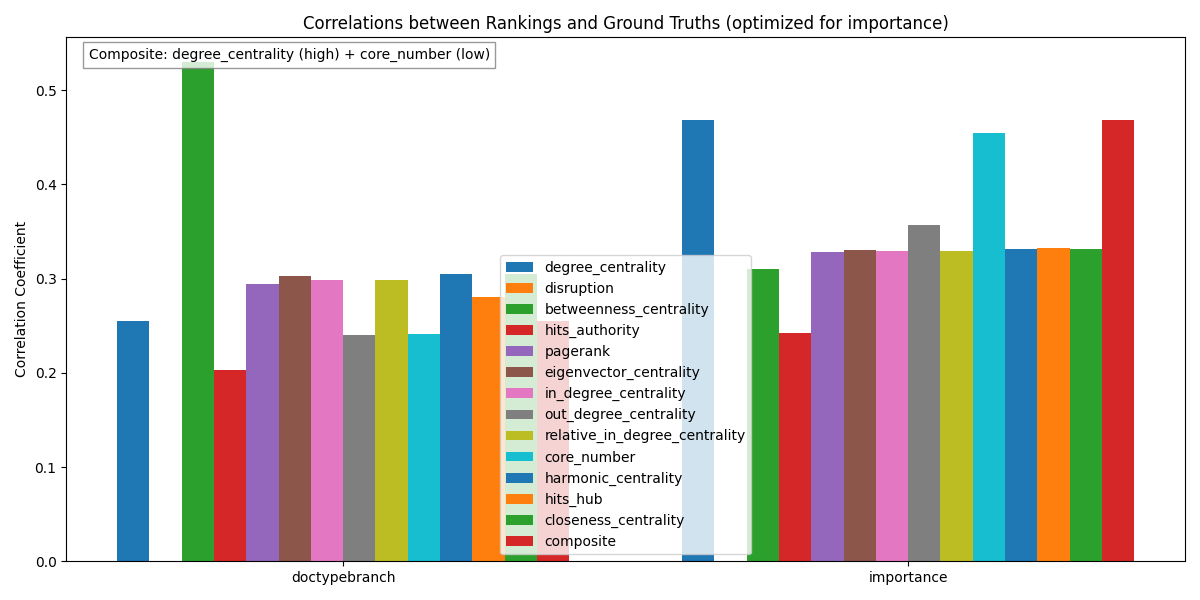 Correlations between Rankings and Ground Truths (optimized for importance)
Composite: degree_centrality (high) + core_number (low)
Correlation Coefficient
0.5
0.4
0.3
0.2
0.1
0.0
degree_centrality
disruption
betweenness_centrality
hits_authority
pagerank
eigenvector_centrality
in_degree_centrality
out_degree_centrality
relative_in_degree_centrality
core_number
harmonic_centrality
hits_hub
closeness_centrality
composite
doctypebranch
importance